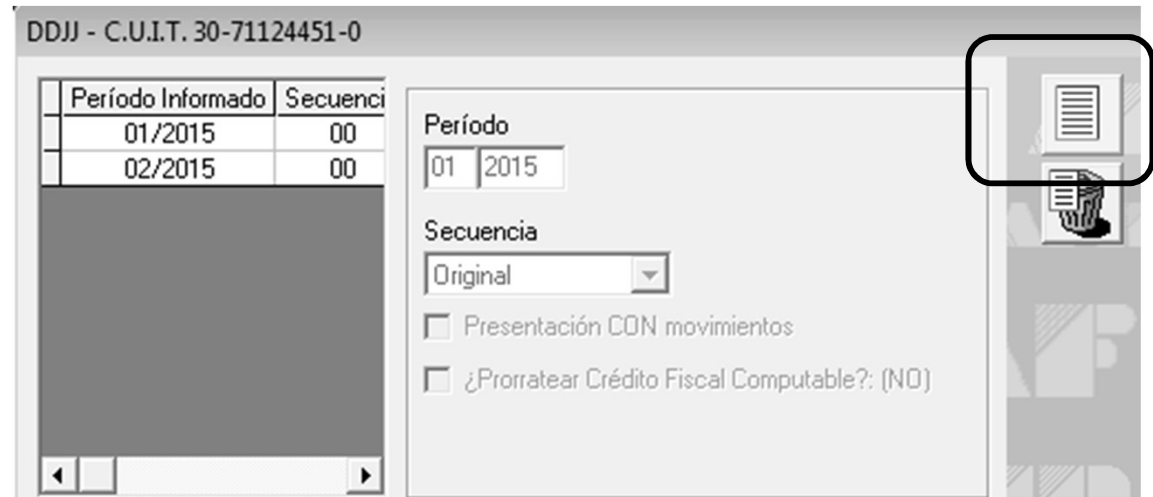 DDJJ - C.U.I.T. 30-71124451-0
Período Informado Secuenci
01/2015 00
02/2015 00
Período
01 2015
Secuencia
Original
Presentación CON movimientos
¿Prorratear Crédito Fiscal Computable?: (NO)